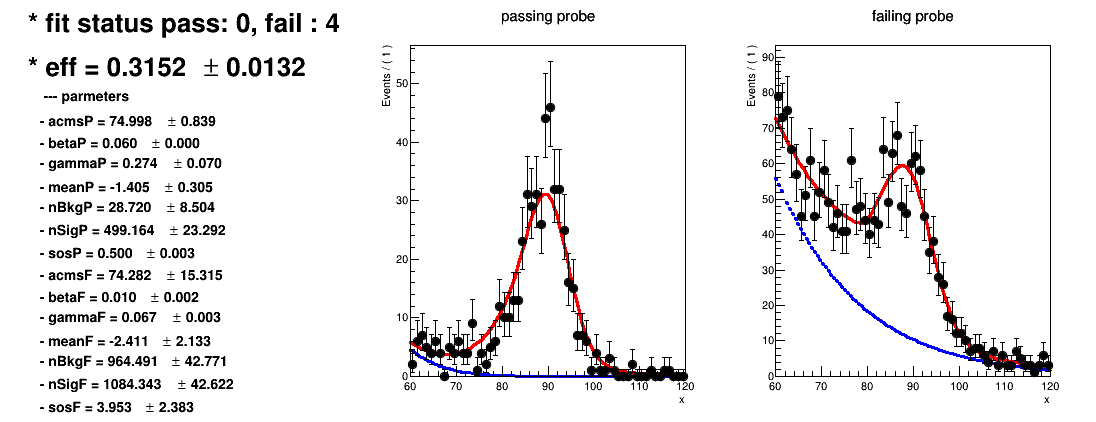 * fit status pass: 0, fail : 4
* eff = 0.3152 ± 0.0132
--- parmeters
- acmsP = 74.998 ± 0.839
- betaP = 0.060 ± 0.000
- gammaP = 0.274 ± 0.070
- meanP = -1.405 ± 0.305
- nBkgP = 28.720 ± 8.504
- nSigP = 499.164 ± 23.292
- sosP = 0.500 ± 0.003
- acmsF = 74.282 ± 15.315
- betaF = 0.010 ± 0.002
- gammaF = 0.067 ± 0.003
- meanF = -2.411 ± 2.133
- nBkgF = 964.491 ± 42.771
- nSigF = 1084.343 ± 42.622
- sosF = 3.953 ± 2.383
passing probe
Events / ( 1 )
50
40
30
20
10
0
60 70 80 90 100 110 120
x
failing probe
Events / ( 1 )
90
80
70
60
50
40
30
20
10
0
60 70 80 90 100 110 120
x